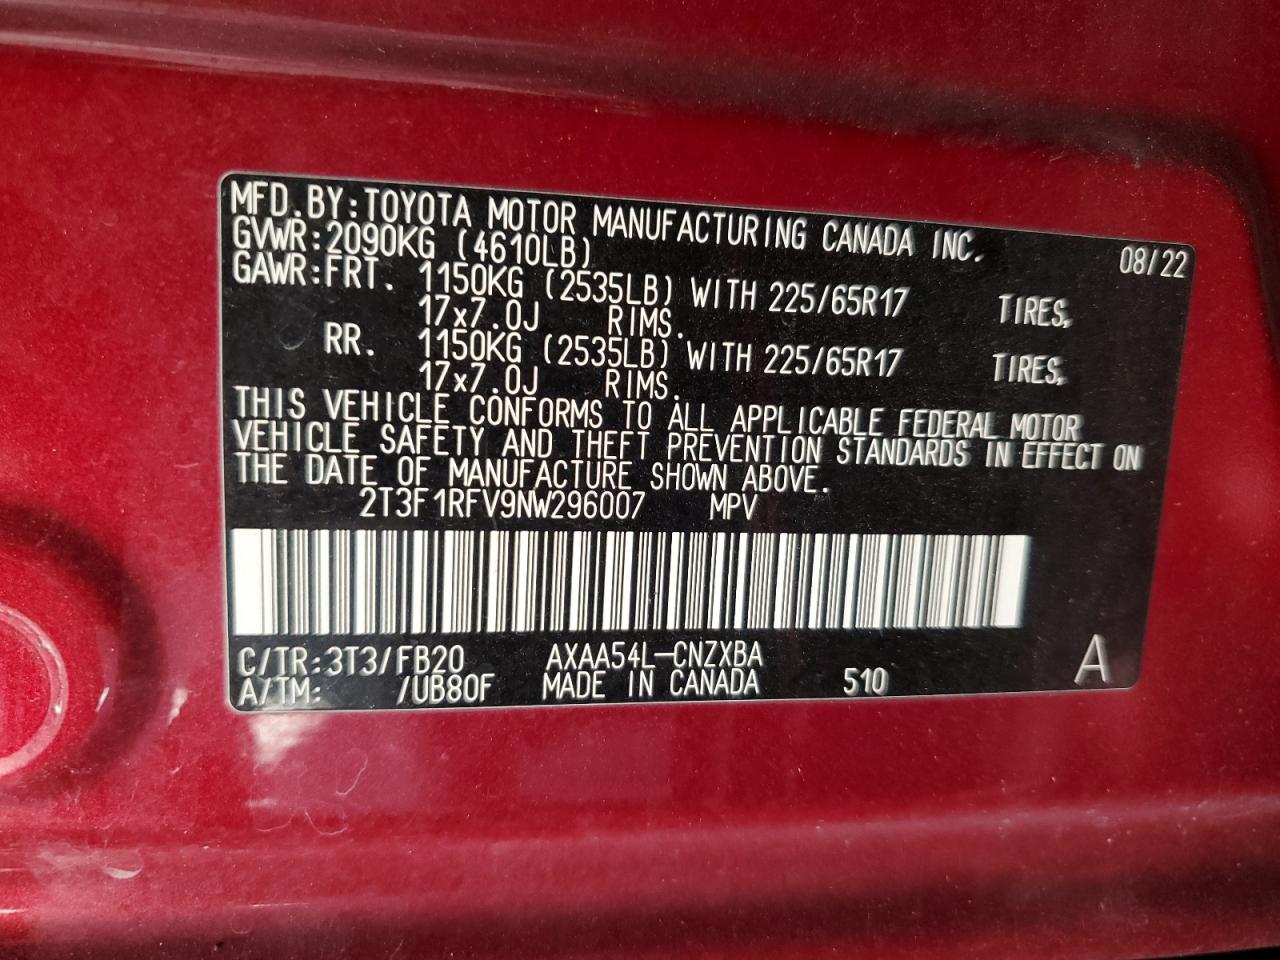 MFD.BY:TOYOTA MOTOR MANUFACTURING CANADA INC.
GVWR:2090KG (4610LB) 08/22
GAWR:FRT. 1150KG (2535LB) WITH 225/65R17 TIRES,
17x7.0J RIMS.
RR. 1150KG (2535LB) WITH 225/65R17 TIRES,
17x7.0J RIMS.
THIS VEHICLE CONFORMS TO ALL APPLICABLE FEDERAL MOTOR
VEHICLE SAFETY AND THEFT PREVENTION STANDARDS IN EFFECT ON
THE DATE OF MANUFACTURE SHOWN ABOVE.
2T3F1RFV9NW296007 MPV
C/TR:3T3/FB20 AXAA54L-CNZXBA A
A/TM: /UB80F MADE IN CANADA 510